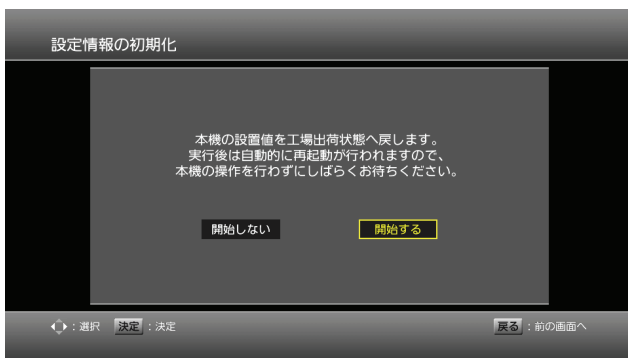 設定情報の初期化
本機の設置値を工場出荷状態へ戻します。
実行後は自動的に再起動が行われますので、
本機の操作を行わずにしばらくお待ちください。
開始しない 開始する
：選択 決定：決定 戻る：前の画面へ